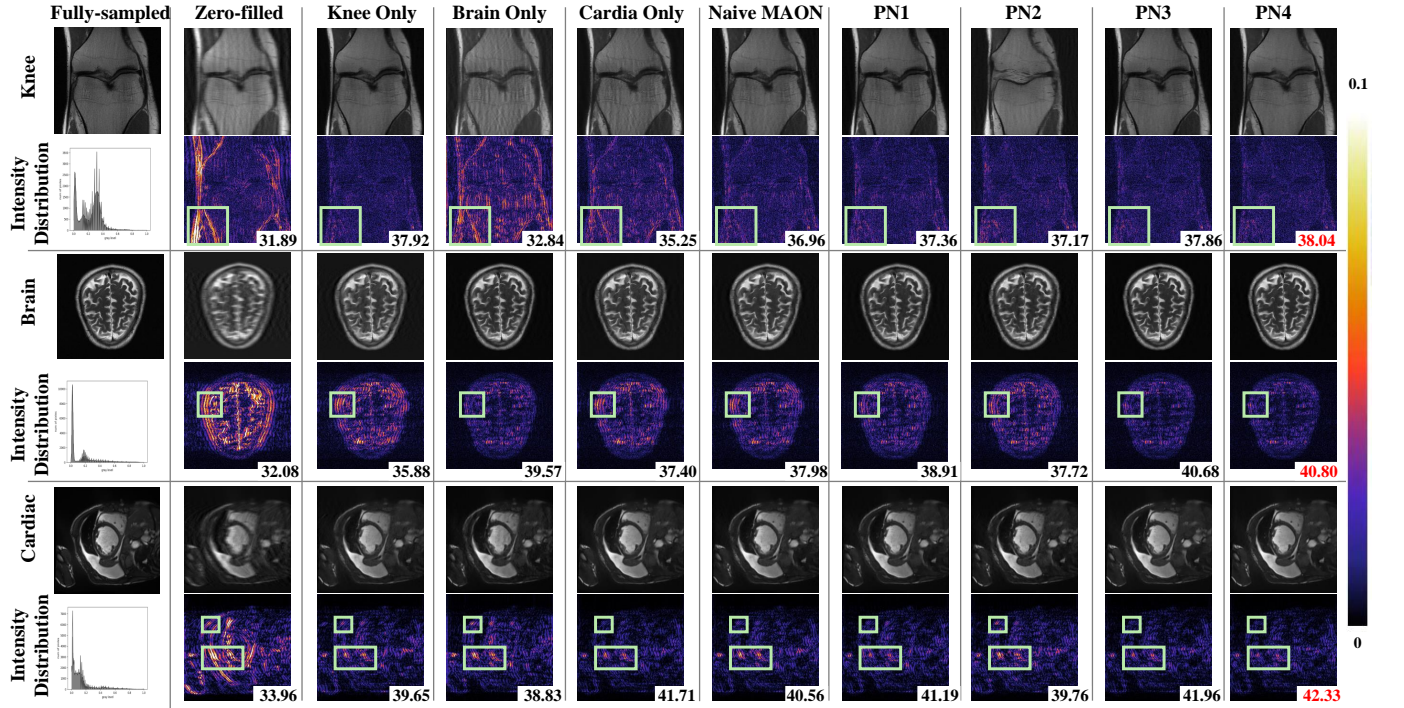 Fully-sampled Zero-filled Knee Only Brain Only Cardia Only Naive MAON PN1 PN2 PN3 PN4
Knee
0.1
Intensity
Distribution
31.89 37.92 32.84 35.25 36.96 37.36 37.17 37.86 38.04
Brain
Intensity
Distribution
32.08 35.88 39.57 37.40 37.98 38.91 37.72 40.68 40.80
Cardiac
Intensity
Distribution
0
33.96 39.65 38.83 41.71 40.56 41.19 39.76 41.96 42.33